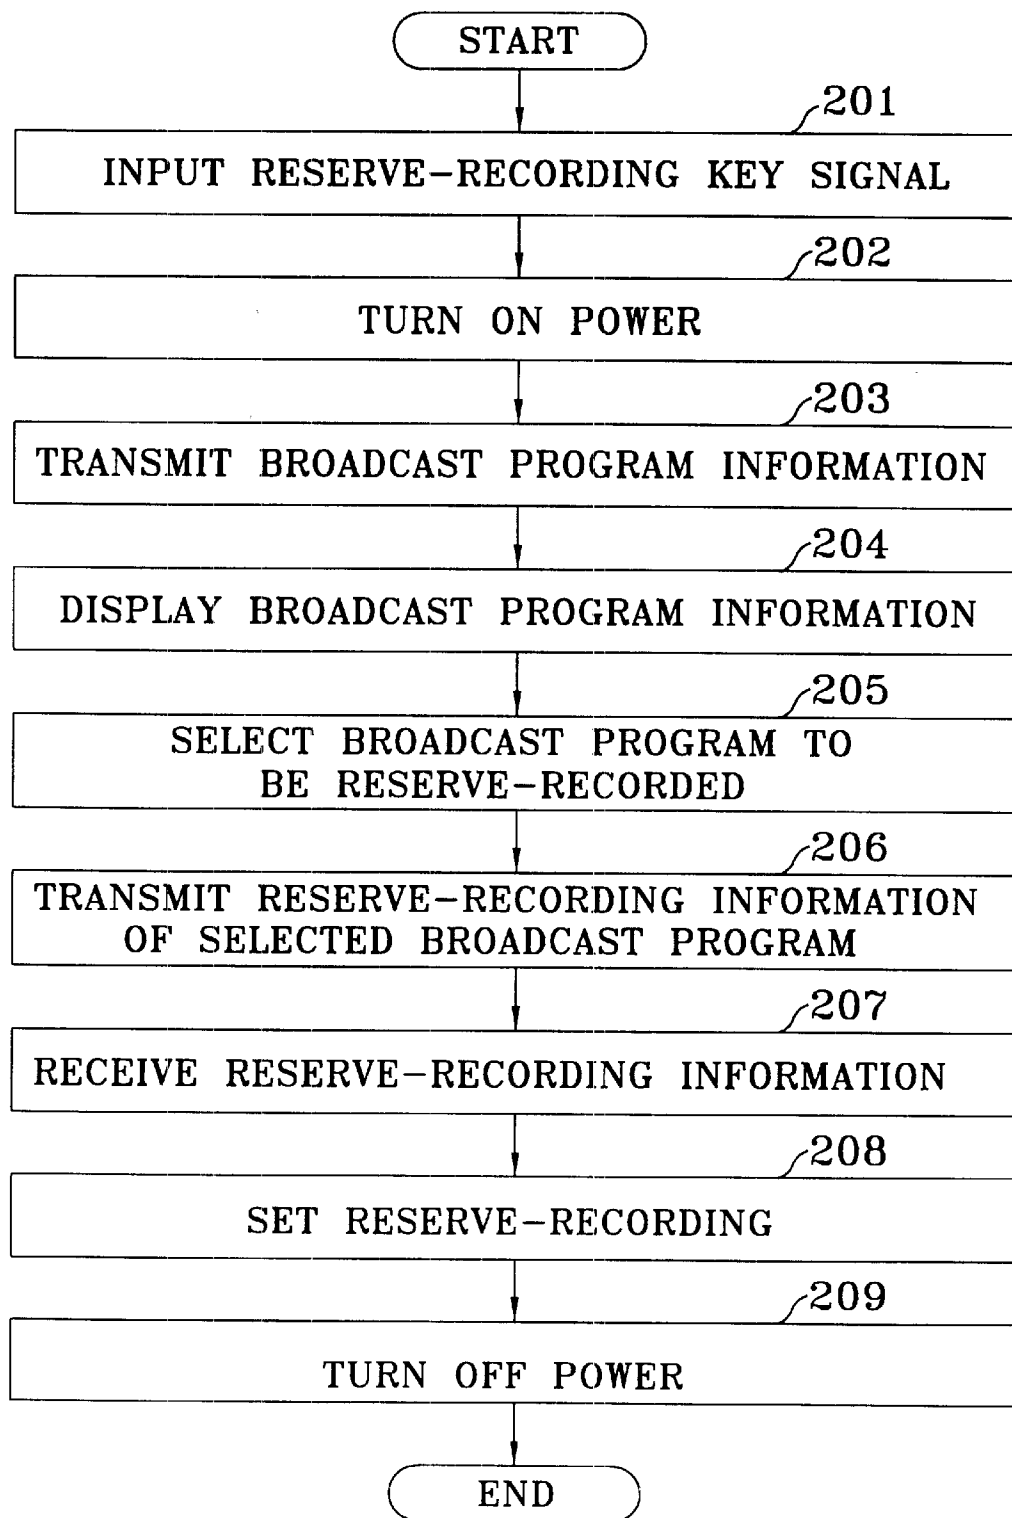 START
201
INPUT RESERVE-RECORDING KEY SIGNAL
202
TURN ON POWER
203
TRANSMIT BROADCAST PROGRAM INFORMATION
204
DISPLAY BROADCAST PROGRAM INFORMATION
205
SELECT BROADCAST PROGRAM TO
BE RESERVE-RECORDED
206
TRANSMIT RESERVE-RECORDING INFORMATION
OF SELECTED BROADCAST PROGRAM
207
RECEIVE RESERVE-RECORDING INFORMATION
208
SET RESERVE-RECORDING
209
TURN OFF POWER
END